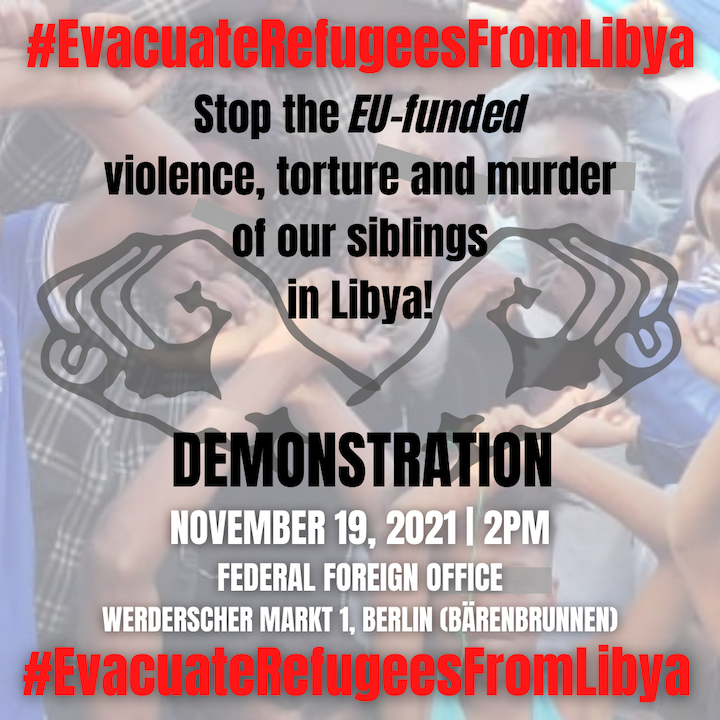 #EvacuateRefugeesFromLibya
Stop the EU-funded
violence, torture and murder
of our siblings
in Libya!
DEMONSTRATION
NOVEMBER 19, 2021 | 2PM
FEDERAL FOREIGN OFFICE
WERDERSCHER MARKT 1, BERLIN (BÄRENBRUNNEN)
#EvacuateRefugeesFromLibya